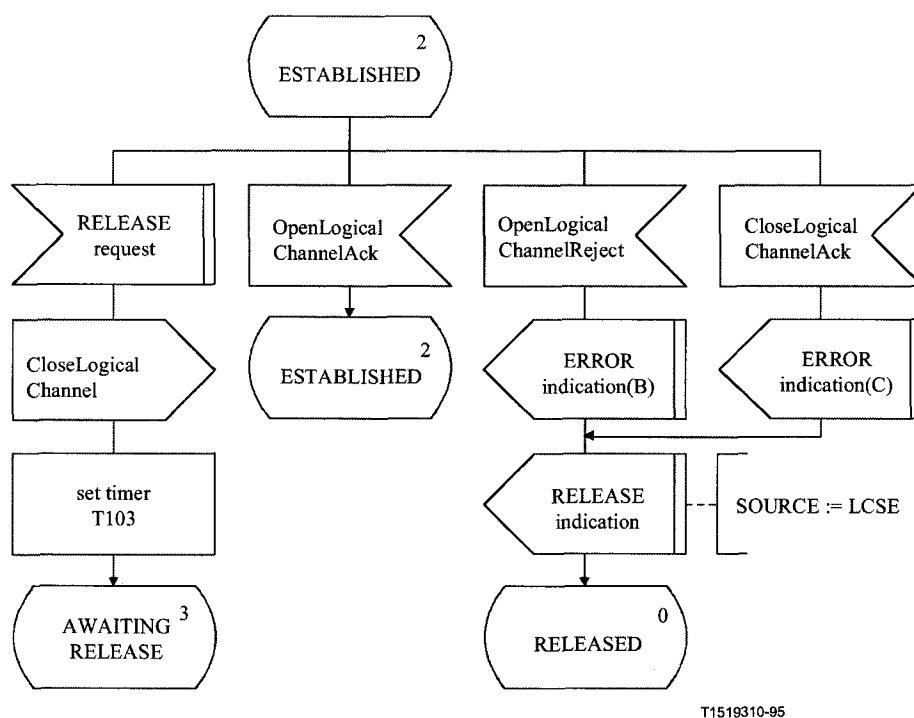 2
ESTABLISHED
RELEASE
request
OpenLogical
ChannelAck
OpenLogical
ChannelReject
CloseLogical
ChannelAck
CloseLogical
Channel
2
ESTABLISHED
ERROR
indication(B)
ERROR
indication(C)
set timer
T103
RELEASE
indication
SOURCE := LCSE
3
AWAITING
RELEASE
0
RELEASED
T1519310-95